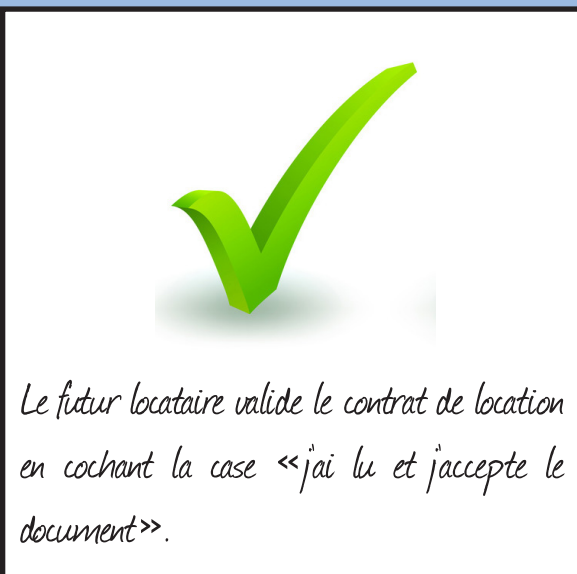 Le futur locataire valide le contrat de location
en cochant la case «j'ai lu et j'accepte le
document».